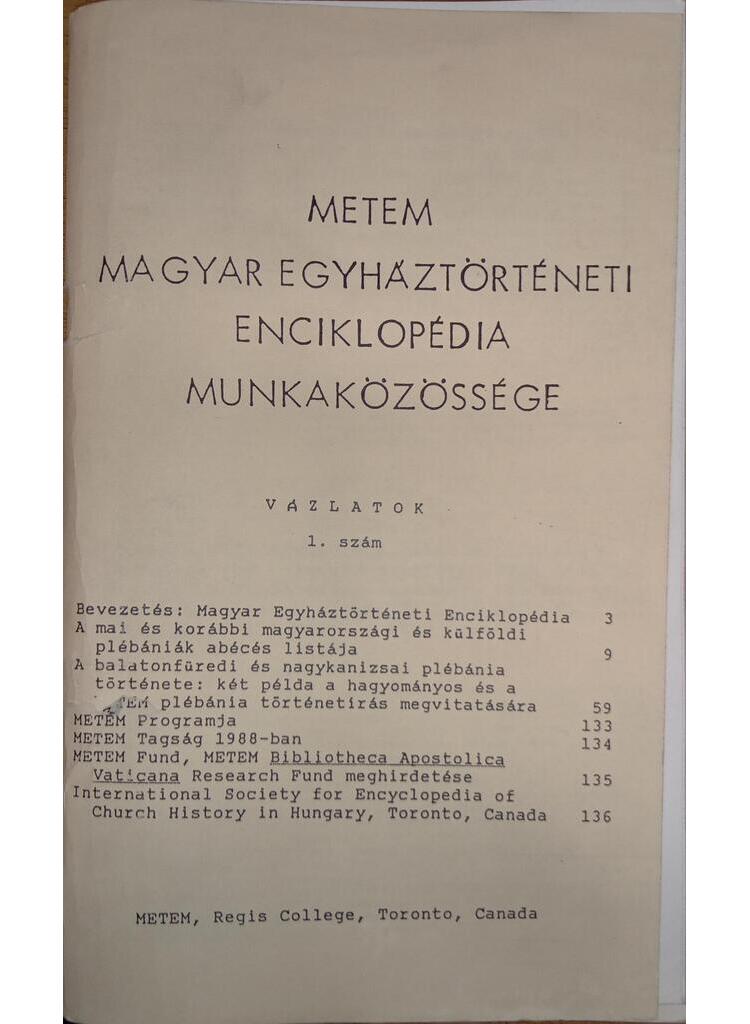 METEM
MAGYAR EGYHÁZTÖRTÉNETI
ENCIKLOPÉDIA
MUNKAKÖZÖSSÉGE
VÁZLATOK
1. szám
Bevezetés: Magyar Egyháztörténeti Enciklopédia 3
A mai és korábbi magyarországi és külföldi
plébániák abécés listája 9
A balatonfüredi és nagykanizsai plébánia
története: két példa a hagyományos és a
METEM plébánia történetírás megvitatására 59
METEM Programja 133
METEM Tagság 1988-ban 134
METEM Fund, METEM Bibliotheca Apostolica
Vaticana Research Fund meghirdetése 135
International Society for Encyclopedia of
Church History in Hungary, Toronto, Canada 136
METEM, Regis College, Toronto, Canada